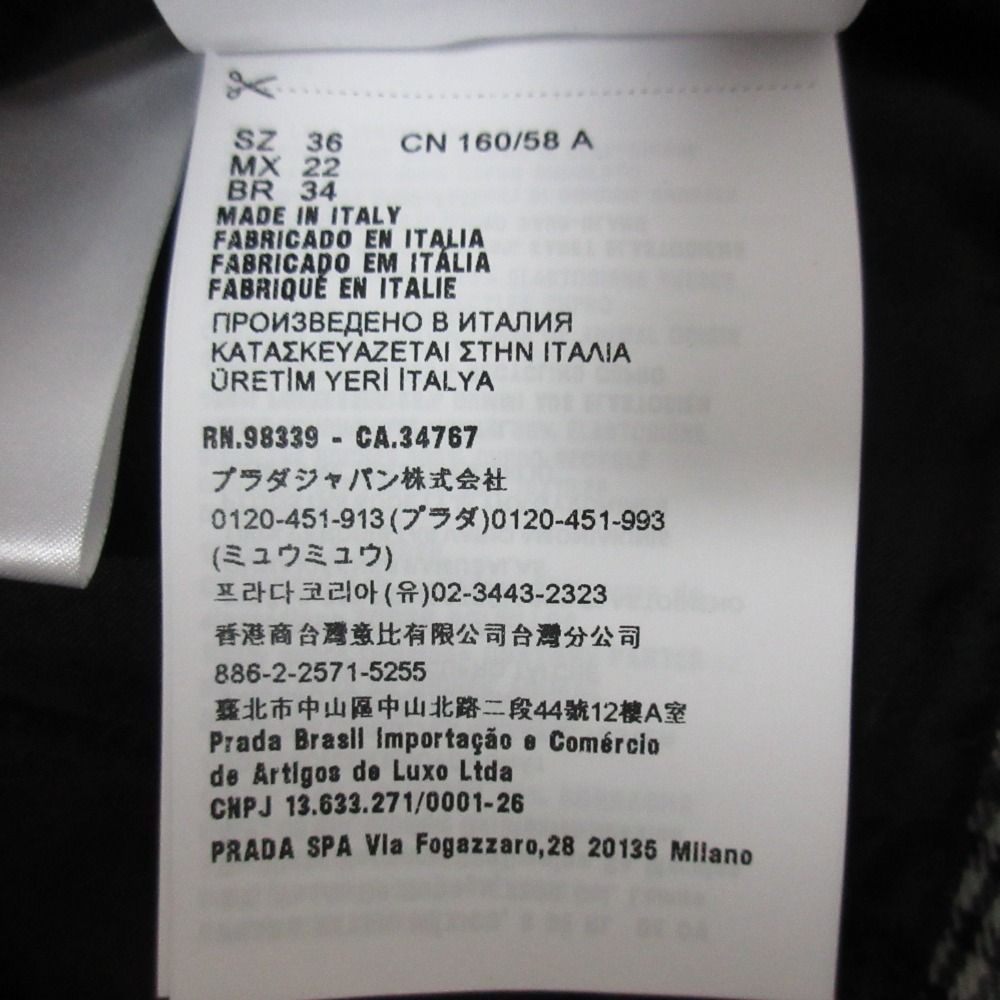 SZ 36 CN 160/58 A
MX 22
BR 34
MADE IN ITALY
FABRICADO EN ITALIA
FABRICADO EM ITÁLIA
FABRIQUÉ EN ITALIE
ПРОИЗВЕДЕНО В ИТАЛИЯ
ΚΑΤΑΣΚΕΥΑΖΕΤΑΙ ΣΤΗΝ ΙΤΑΛΙΑ
ÜRETİM YERİ İTALYA
RN.98339 - CA.34767
プラダジャパン株式会社
0120-451-913(プラダ)0120-451-993
(ミュウミュウ)
프라다코리아(유)02-3443-2323
香港商台灣意比有限公司台灣分公司
886-2-2571-5255
臺北市中山區中山北路二段44號12樓A室
Prada Brasil Importação e Comércio
de Artigos de Luxo Ltda
CNPJ 13.633.271/0001-26
PRADA SPA Via Fogazzaro,28 20135 Milano